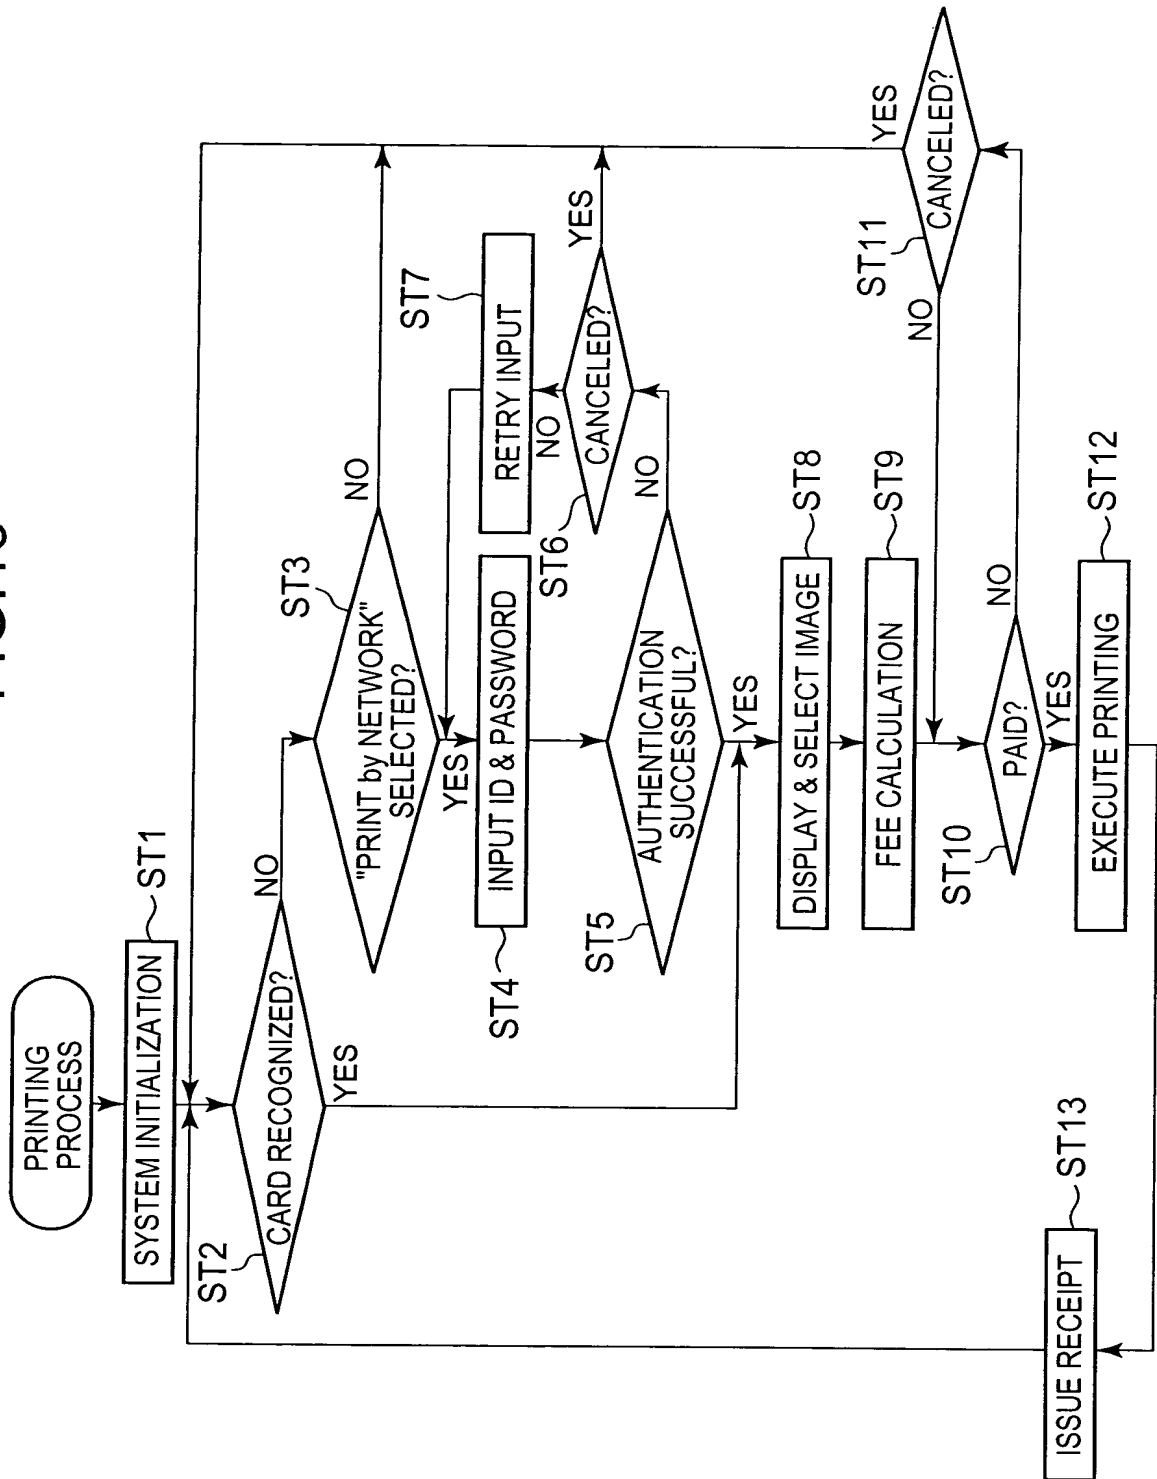 PRINTING
PROCESS
SYSTEM INITIALIZATION
ST1
ST2
CARD RECOGNIZED?
NO
YES
ST3
"PRINT by NETWORK"
SELECTED?
NO
YES
ST4
INPUT ID & PASSWORD
ST7
RETRY INPUT
NO
ST6
CANCELED?
YES
ST5
AUTHENTICATION
SUCCESSFUL?
NO
YES
DISPLAY & SELECT IMAGE
ST8
FEE CALCULATION
ST9
ST10
PAID?
NO
YES
ST11
CANCELED?
YES
NO
EXECUTE PRINTING
ST12
ISSUE RECEIPT
ST13